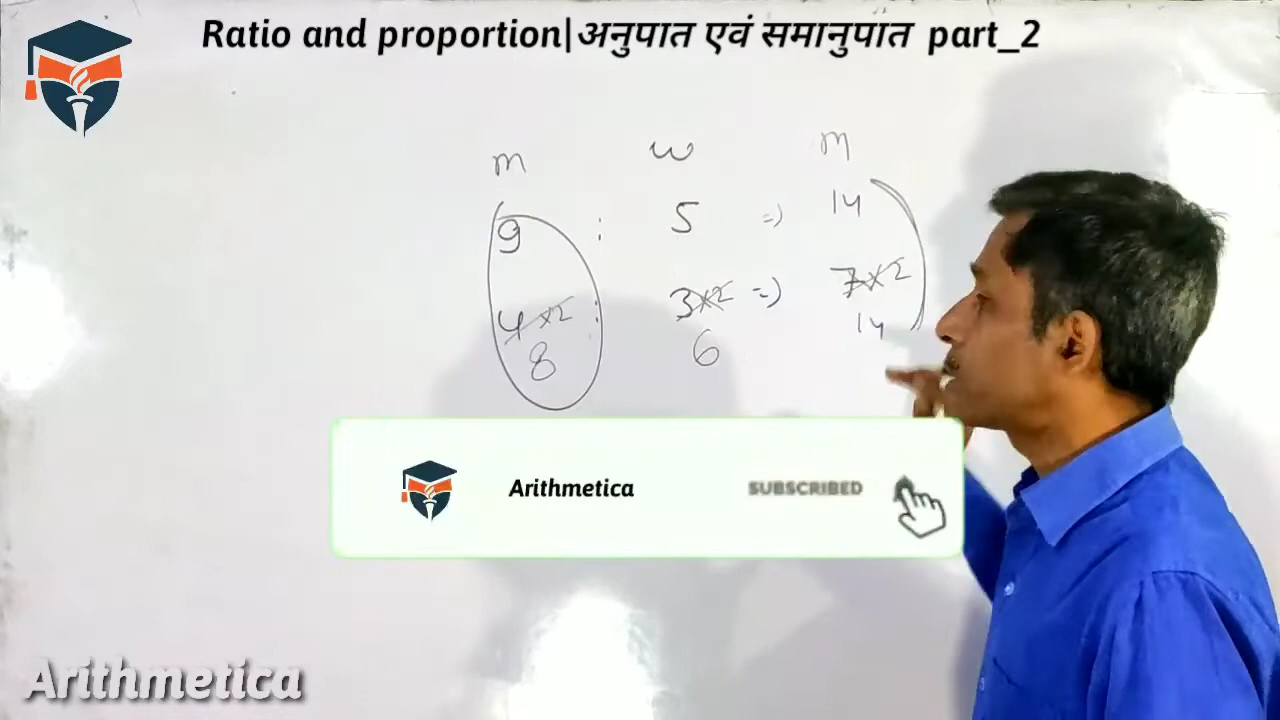 Ratio and proportion|अनुपात एवं समानुपात part_2
m w m
9 : 5 => 14
4×2 : 3×2 => 7×2
8 6 14
Arithmetica SUBSCRIBED
Arithmetica